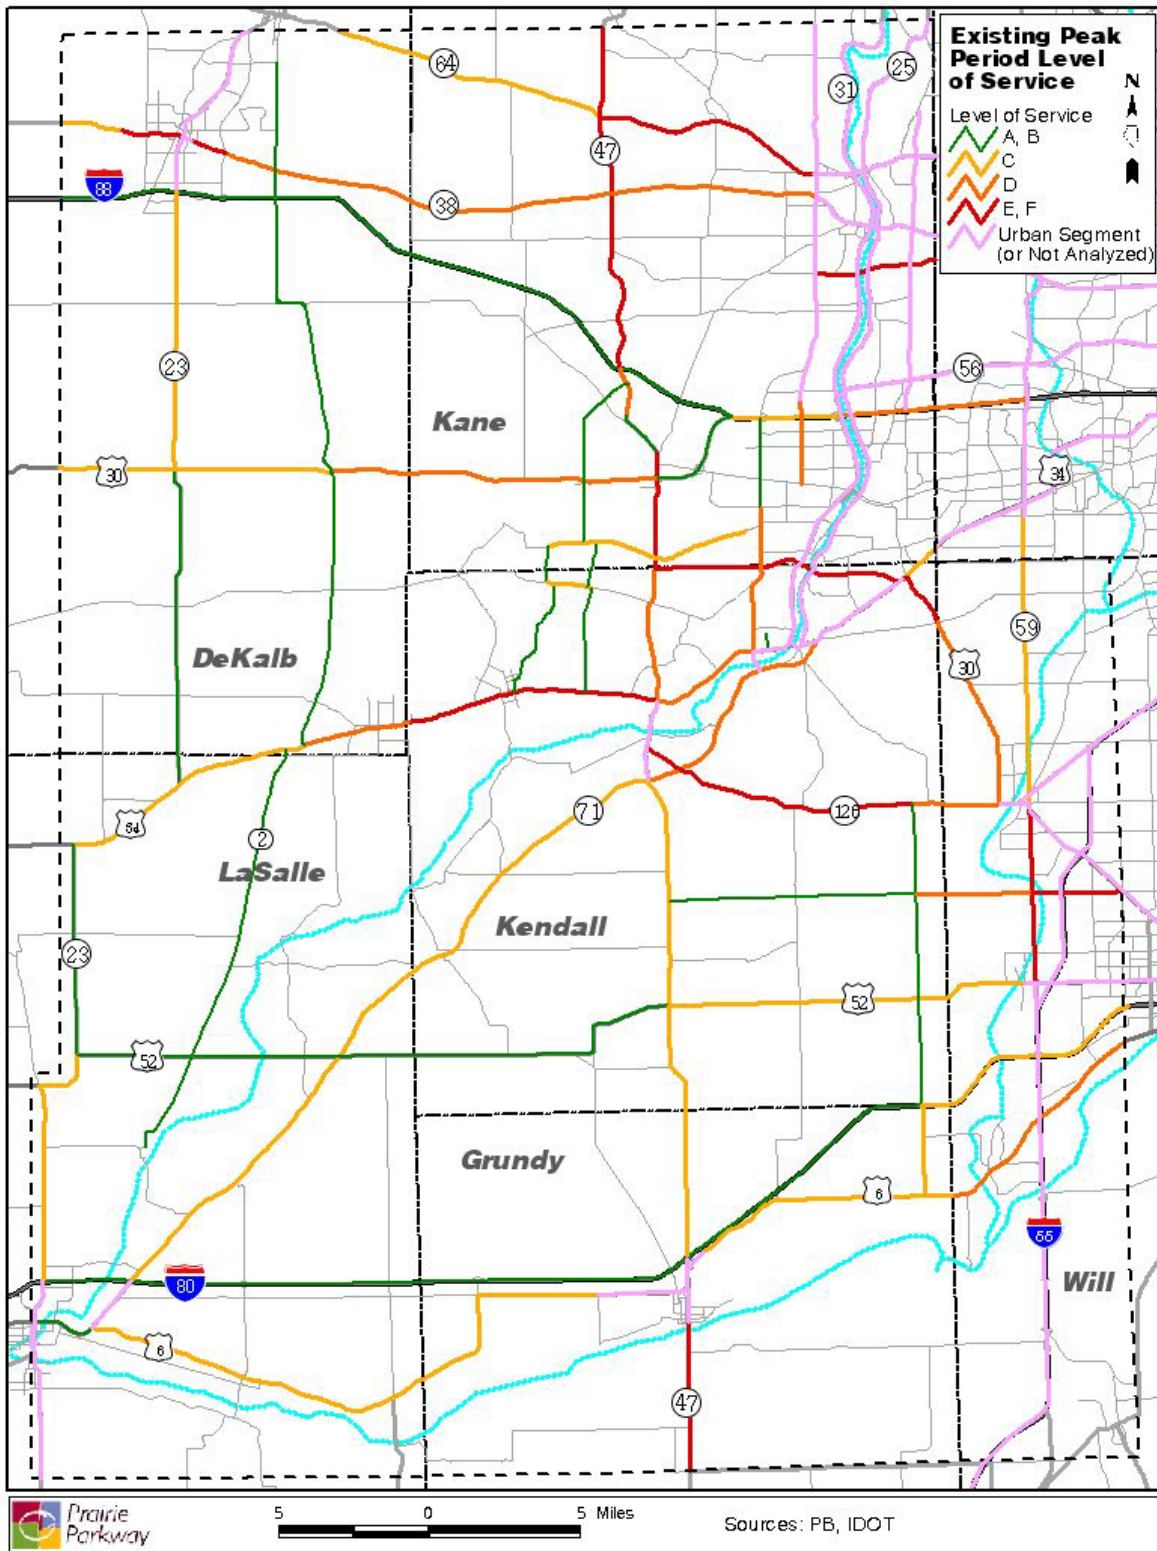 Existing Peak
Period Level
of Service
N
Level of Service
A, B
C
D
E, F
Urban Segment
(or Not Analyzed)
64
31
25
47
88
38
23
56
Kane
30
34
59
DeKalb
30
71
126
2
LaSalle
Kendall
23
52
52
Grundy
6
55
80
Will
6
47
Prairie
Parkway
5 0 5 Miles
Sources: PB, IDOT